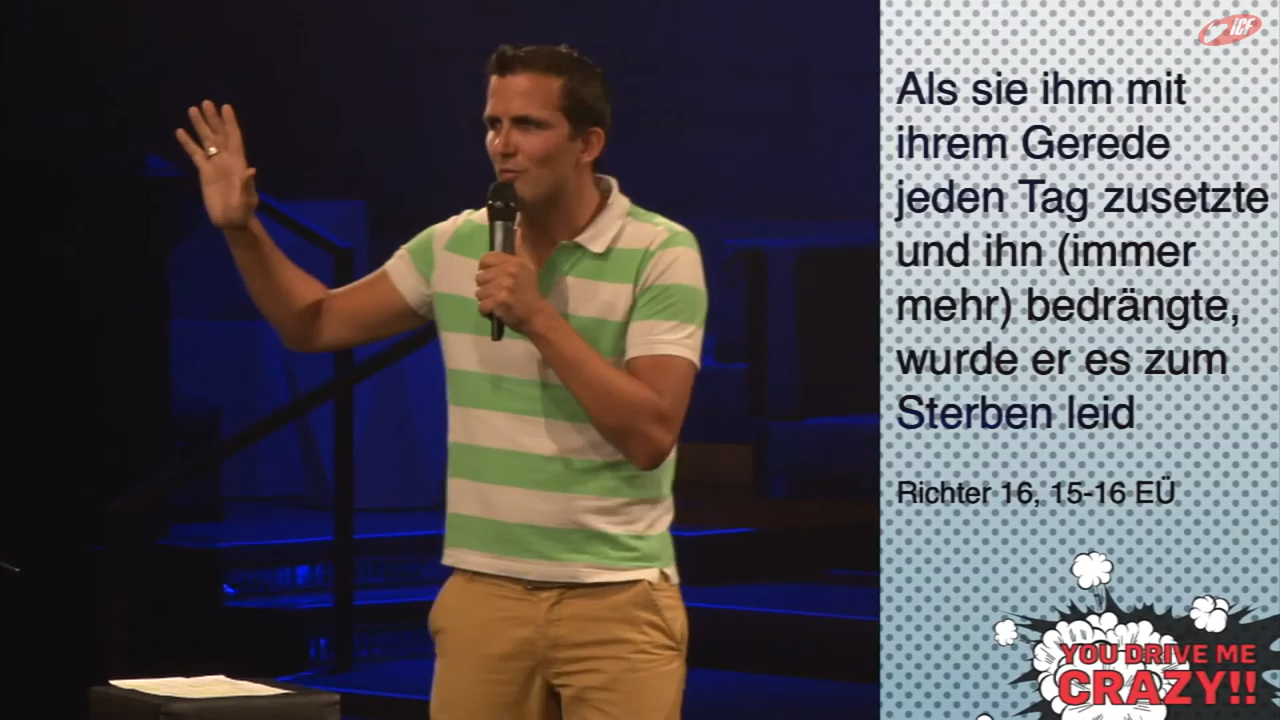 iCF
Als sie ihm mit
ihrem Gerede
jeden Tag zusetzte
und ihn (immer
mehr) bedrängte,
wurde er es zum
Sterben leid
Richter 16, 15-16 EÜ
YOU DRIVE ME
CRAZY!!